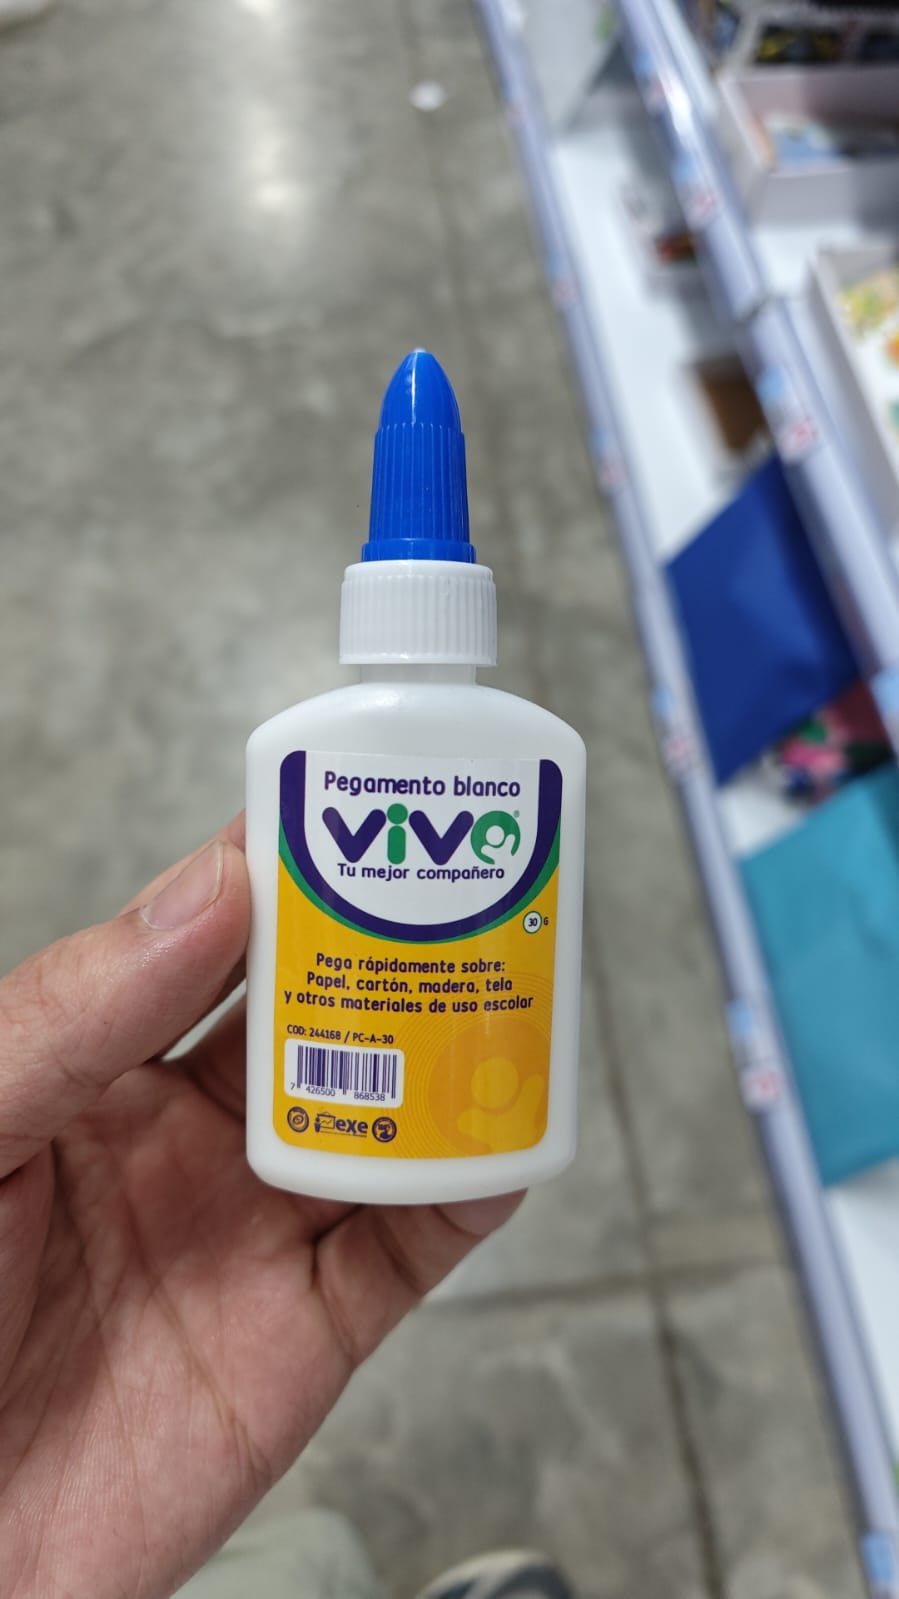 Pegamento blanco
vivo®
Tu mejor compañero
30 G
Pega rápidamente sobre:
Papel, cartón, madera, tela
y otros materiales de uso escolar
COD: 244168 / PC-A-30
7 426500 868538
exe